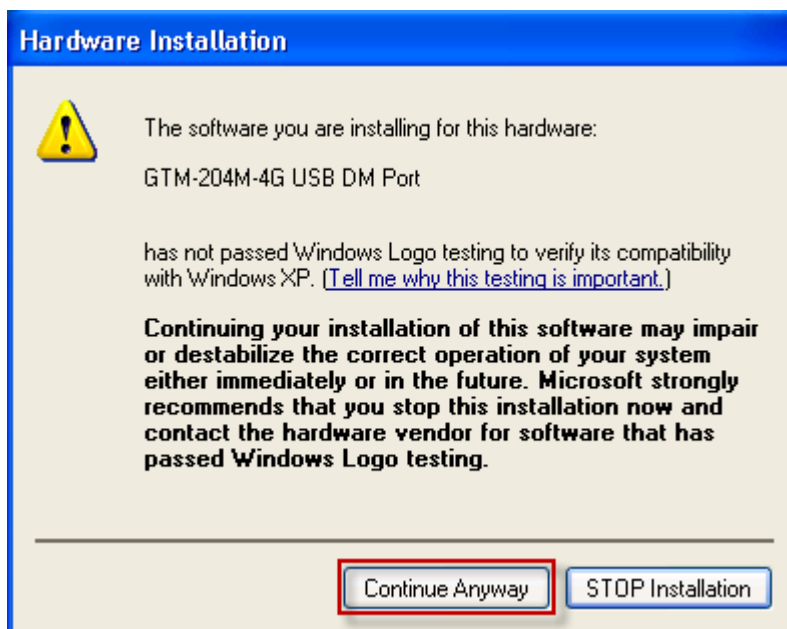 Hardware Installation
The software you are installing for this hardware:
GTM-204M-4G USB DM Port
has not passed Windows Logo testing to verify its compatibility
with Windows XP. (Tell me why this testing is important.)
Continuing your installation of this software may impair
or destabilize the correct operation of your system
either immediately or in the future. Microsoft strongly
recommends that you stop this installation now and
contact the hardware vendor for software that has
passed Windows Logo testing.
Continue Anyway
STOP Installation